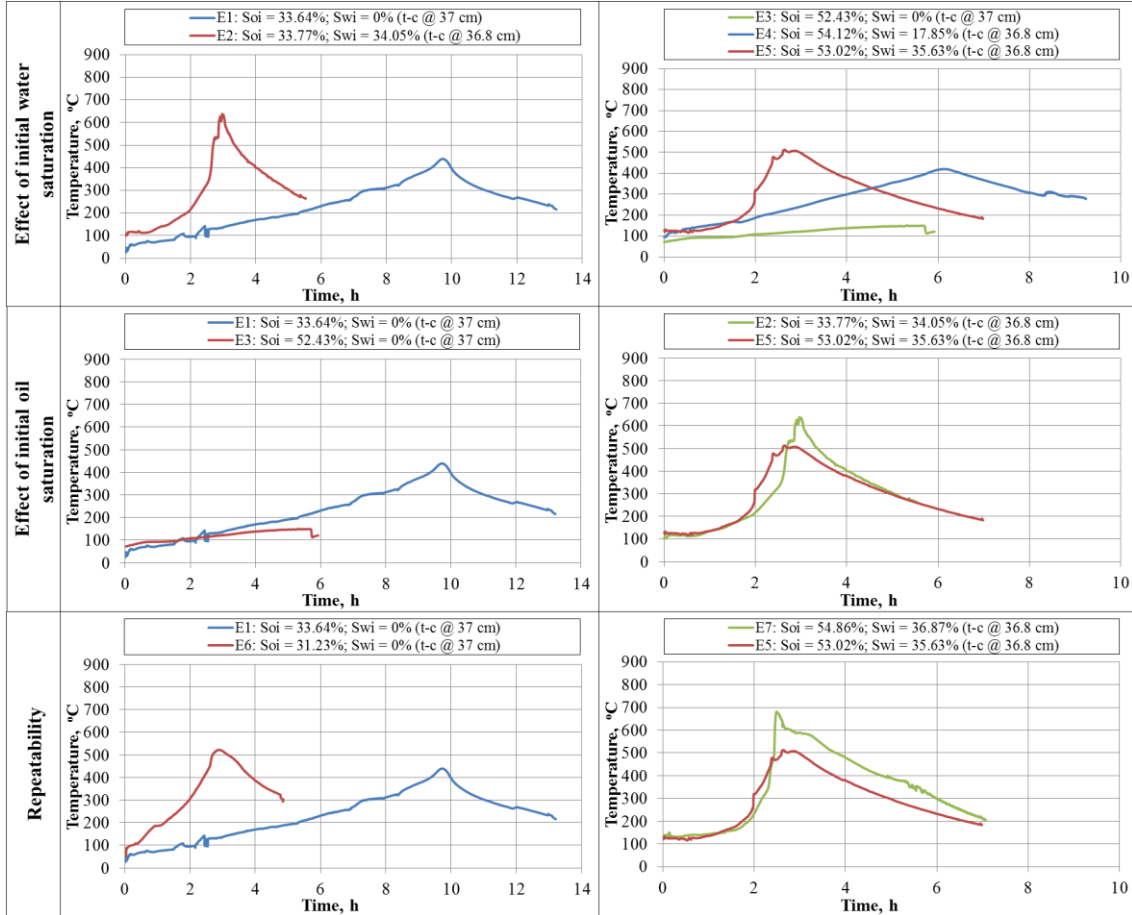 Effect of initial water
saturation
E1: Soi = 33.64%; Swi = 0% (t-c @ 37 cm)
E2: Soi = 33.77%; Swi = 34.05% (t-c @ 36.8 cm)
Temperature, °C
900
800
700
600
500
400
300
200
100
0
0 2 4 6 8 10 12 14
Time, h
E3: Soi = 52.43%; Swi = 0% (t-c @ 37)
E4: Soi = 54.12%; Swi = 17.85% (t-c @ 36.8 cm)
E5: Soi = 53.02%; Swi = 35.63% (t-c @ 36.8 cm)
Temperature, °C
900
800
700
600
500
400
300
200
100
0
0 2 4 6 8 10
Time, h
Effect of initial oil
saturation
E1: Soi = 33.64%; Swi = 0% (t-c @ 37 cm)
E3: Soi = 52.43%; Swi = 0% (t-c @ 37 cm)
Temperature, °C
900
800
700
600
500
400
300
200
100
0
0 2 4 6 8 10 12 14
Time, h
E2: Soi = 33.77%; Swi = 34.05% (t-c @ 36.8 cm)
E5: Soi = 53.02%; Swi = 35.63% (t-c @ 36.8 cm)
Temperature, °C
900
800
700
600
500
400
300
200
100
0
0 2 4 6 8 10
Time, h
Repeatability
E1: Soi = 33.64%; Swi = 0% (t-c @ 37 cm)
E6: Soi = 31.23%; Swi = 0% (t-c @ 37 cm)
Temperature, °C
900
800
700
600
500
400
300
200
100
0
0 2 4 6 8 10 12 14
Time, h
E7: Soi = 54.86%; Swi = 36.87% (t-c @ 36.8 cm)
E5: Soi = 53.02%; Swi = 35.63% (t-c @ 36.8 cm)
Temperature, °C
900
800
700
600
500
400
300
200
100
0
0 2 4 6 8 10
Time, h